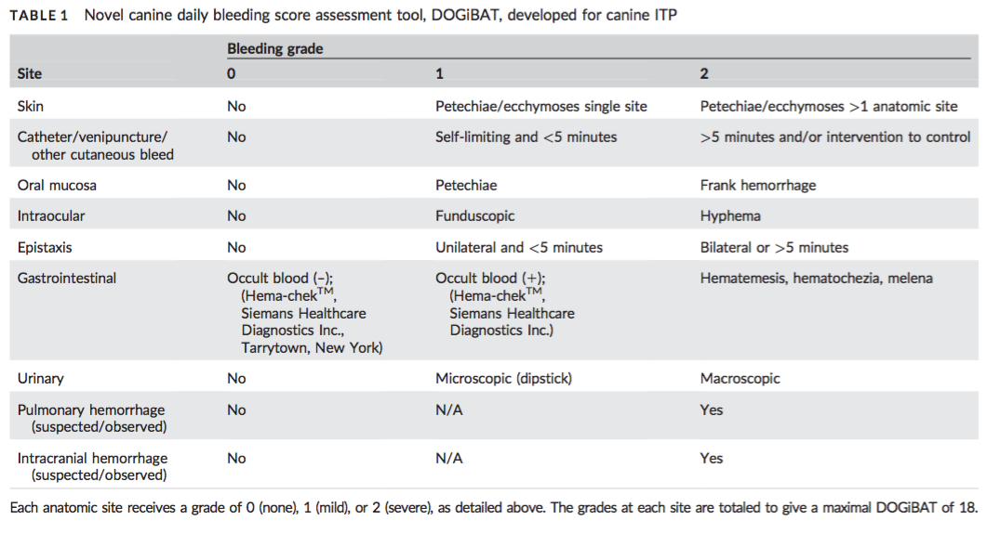 TABLE 1 Novel canine daily bleeding score assessment tool, DOGiBAT, developed for canine ITP
Bleeding grade
Site 0 1 2
Skin No Petechiae/ecchymoses single site Petechiae/ecchymoses >1 anatomic site
Catheter/venipuncture/ No Self-limiting and <5 minutes >5 minutes and/or intervention to control
other cutaneous bleed
Oral mucosa No Petechiae Frank hemorrhage
Intraocular No Funduscopic Hyphema
Epistaxis No Unilateral and <5 minutes Bilateral or >5 minutes
Gastrointestinal Occult blood (–); Occult blood (+); Hematemesis, hematochezia, melena
(Hema-chek™, (Hema-chek™,
Siemans Healthcare Siemans Healthcare
Diagnostics Inc., Diagnostics Inc.)
Tarrytown, New York)
Urinary No Microscopic (dipstick) Macroscopic
Pulmonary hemorrhage No N/A Yes
(suspected/observed)
Intracranial hemorrhage No N/A Yes
(suspected/observed)
Each anatomic site receives a grade of 0 (none), 1 (mild), or 2 (severe), as detailed above. The grades at each site are totaled to give a maximal DOGiBAT of 18.